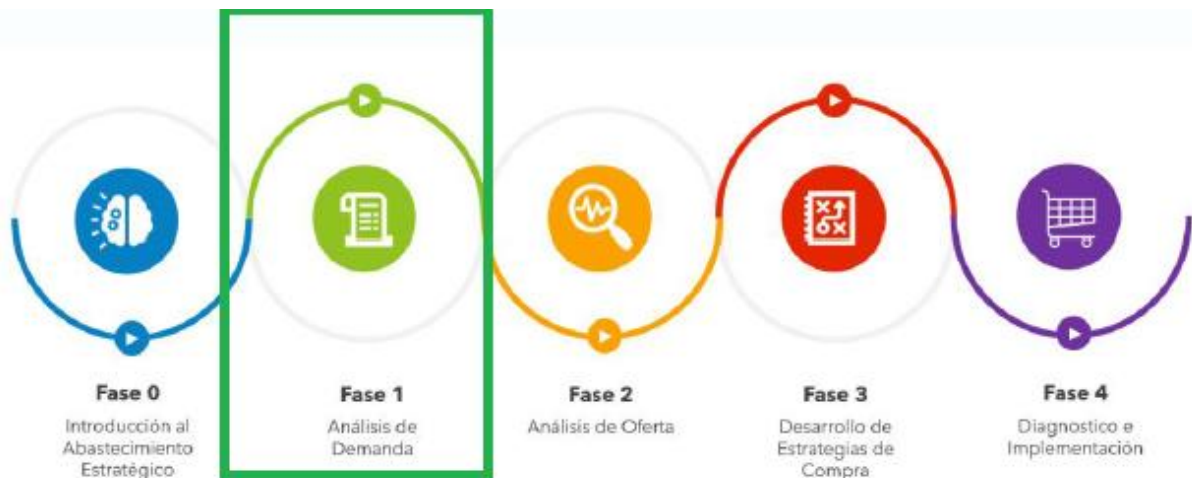 Fase 0
Introducción al
Abastecimiento
Estratégico
Fase 1
Análisis de
Demanda
Fase 2
Análisis de Oferta
Fase 3
Desarrollo de
Estrategias de
Compra
Fase 4
Diagnostico e
Implementación